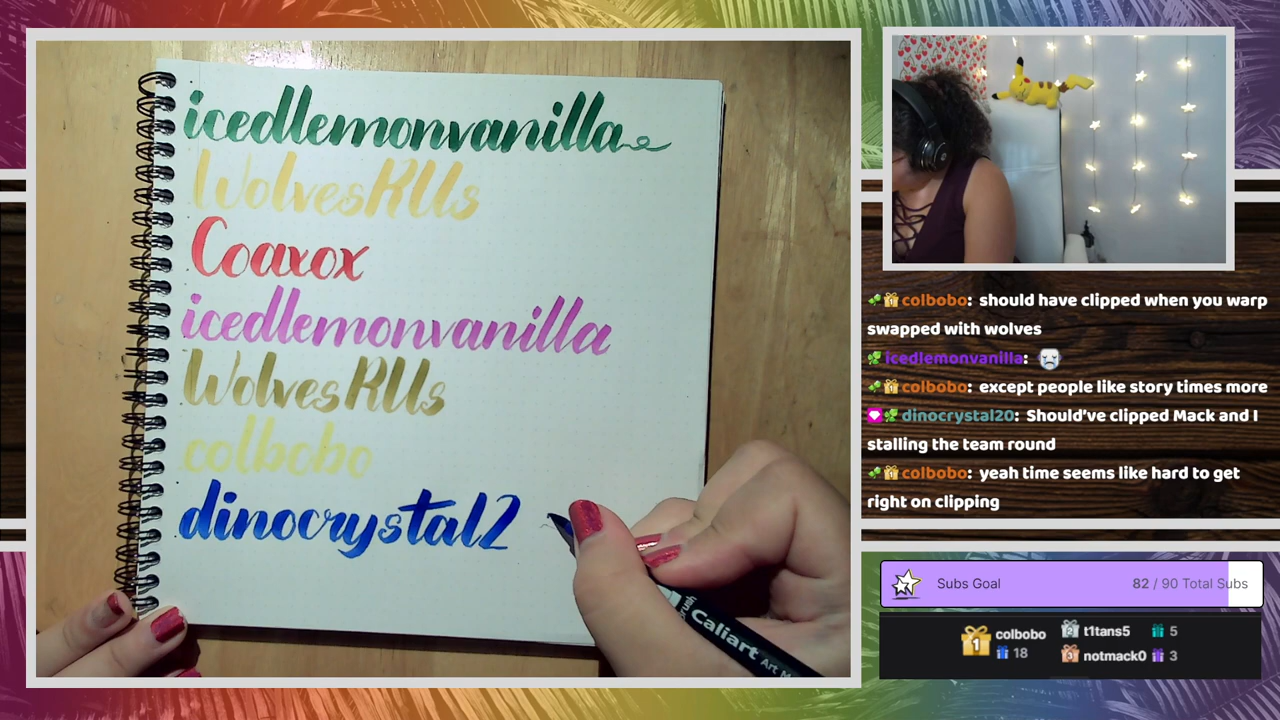 icedlemonvanilla
WolvesRUs
Coaxox
icedlemonvanilla
WolvesRUs
colbobo
dinocrystal2
Caliart
colbobo: should have clipped when you warp
swapped with wolves
icedlemonvanilla:
colbobo: except people like story times more
dinocrystal20: Should've clipped Mack and I
stalling the team round
colbobo: yeah time seems like hard to get
right on clipping
Subs Goal 82 / 90 Total Subs
1 colbobo 18
2 t1tans5 5
3 notmack0 3